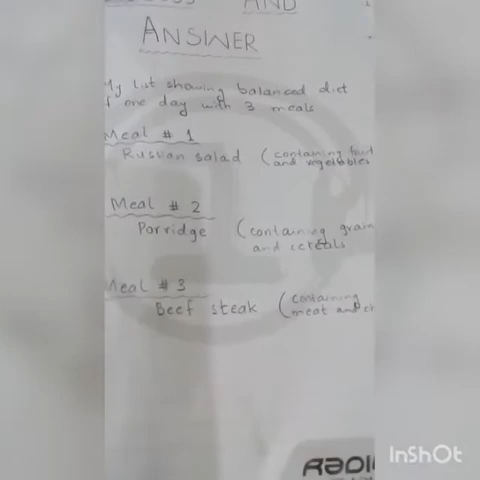 AND
ANSWER
My list showing balanced diet
of one day with 3 meals
Meal # 1
Russian salad (containing fruit
and vegetables
Meal # 2
Porridge (containing grain
and cereals
Meal # 3
Beef steak (containing
meat and
InShOt